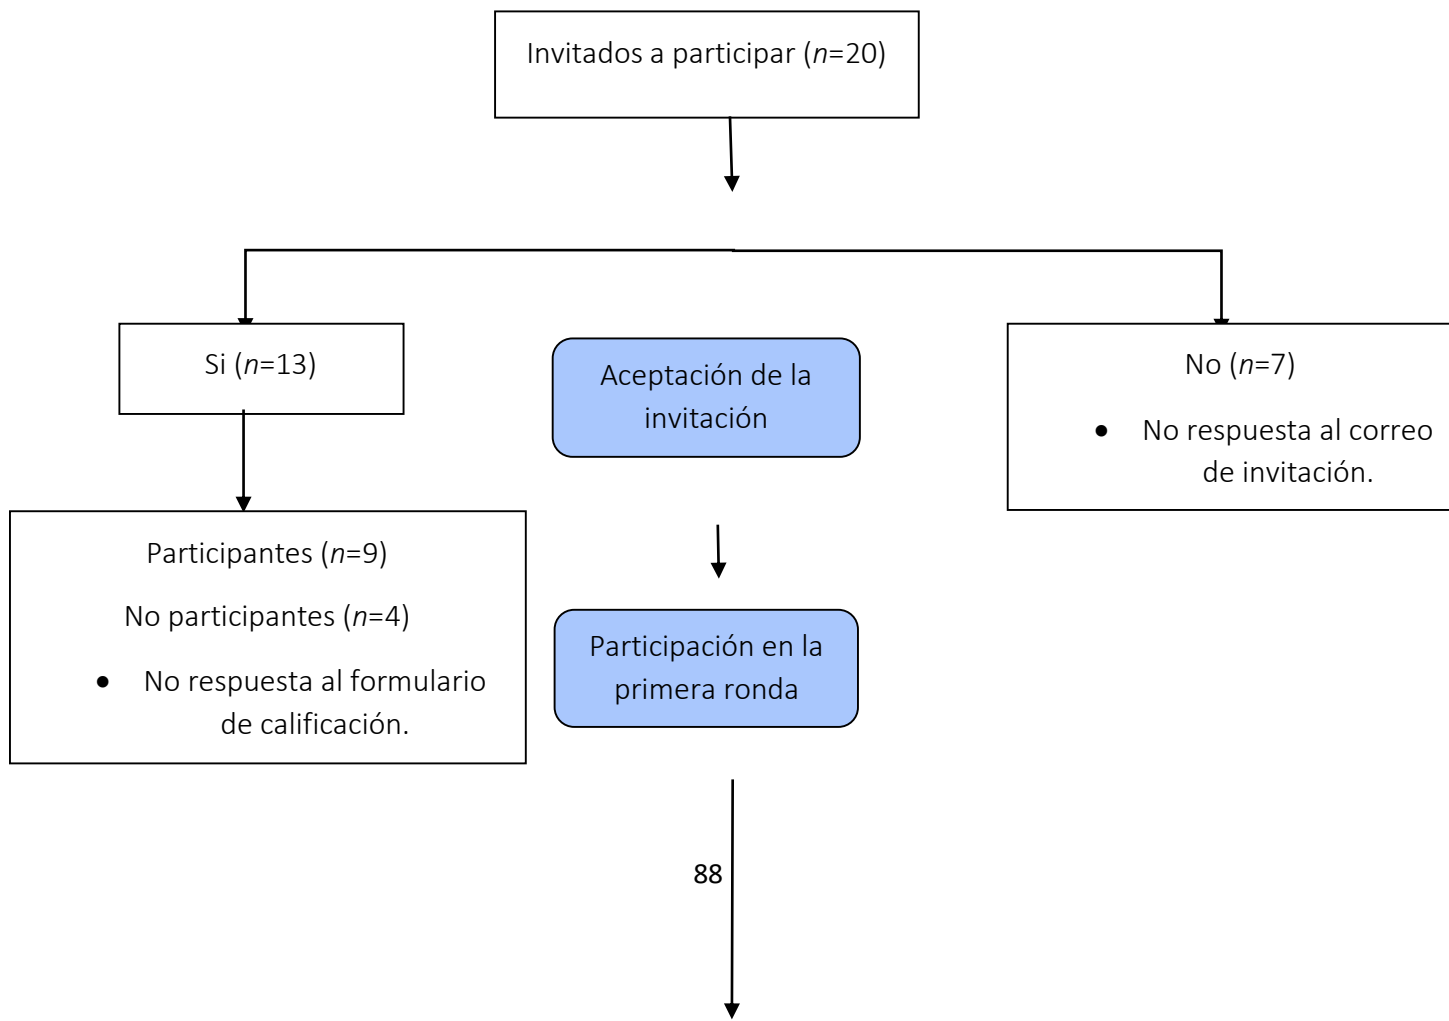 Invitados a participar (n=20)
Si (n=13)
Aceptación de la
invitación
No (n=7)
• No respuesta al correo
de invitación.
Participantes (n=9)
No participantes (n=4)
• No respuesta al formulario
de calificación.
Participación en la
primera ronda
88